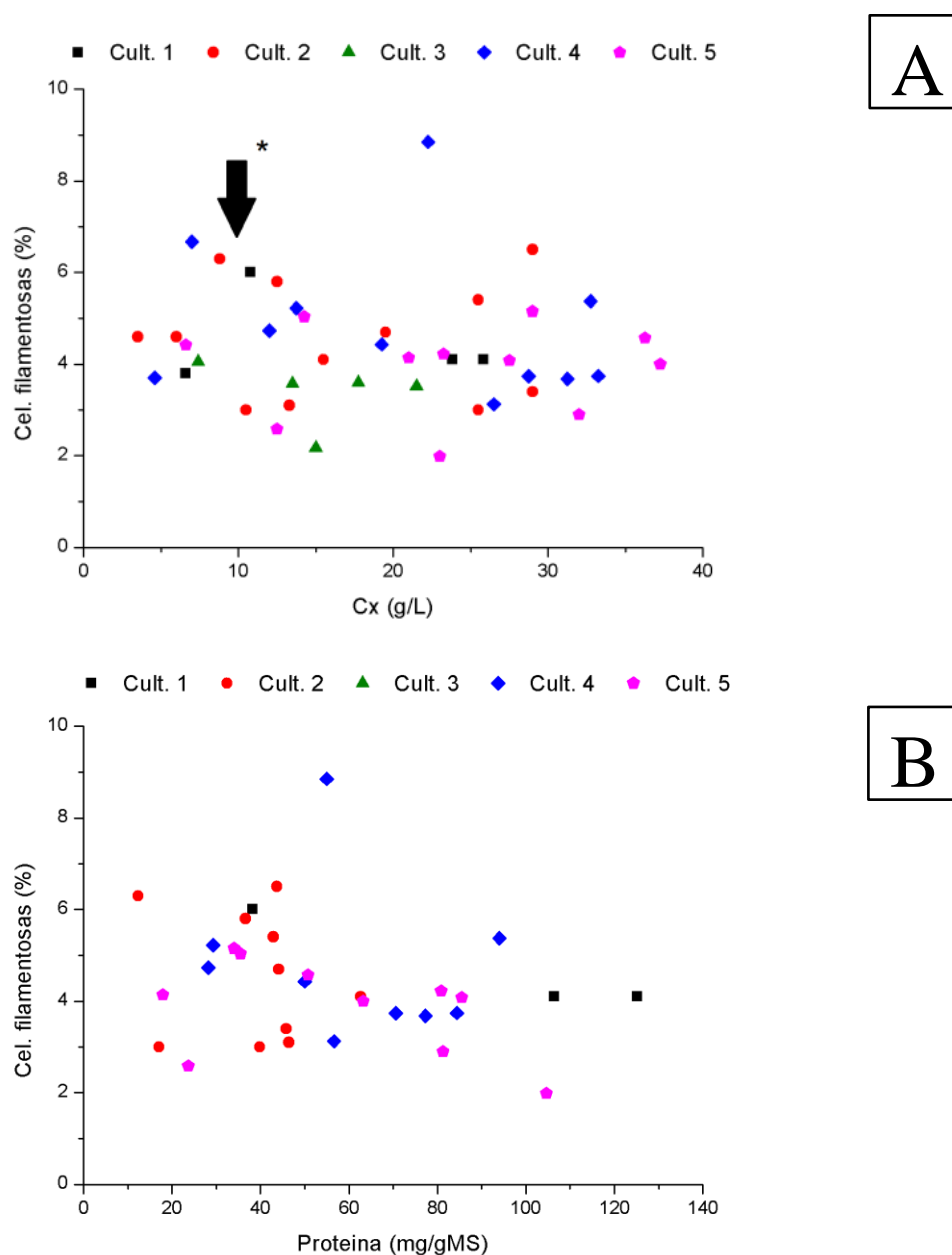 A
Cult. 1 Cult. 2 Cult. 3 Cult. 4 Cult. 5
10
*
8
6
4
2
0
Cel. filamentosas (%)
0 10 20 30 40
Cx (g/L)
B
Cult. 1 Cult. 2 Cult. 3 Cult. 4 Cult. 5
10
8
6
4
2
0
Cel. filamentosas (%)
0 20 40 60 80 100 120 140
Proteina (mg/gMS)